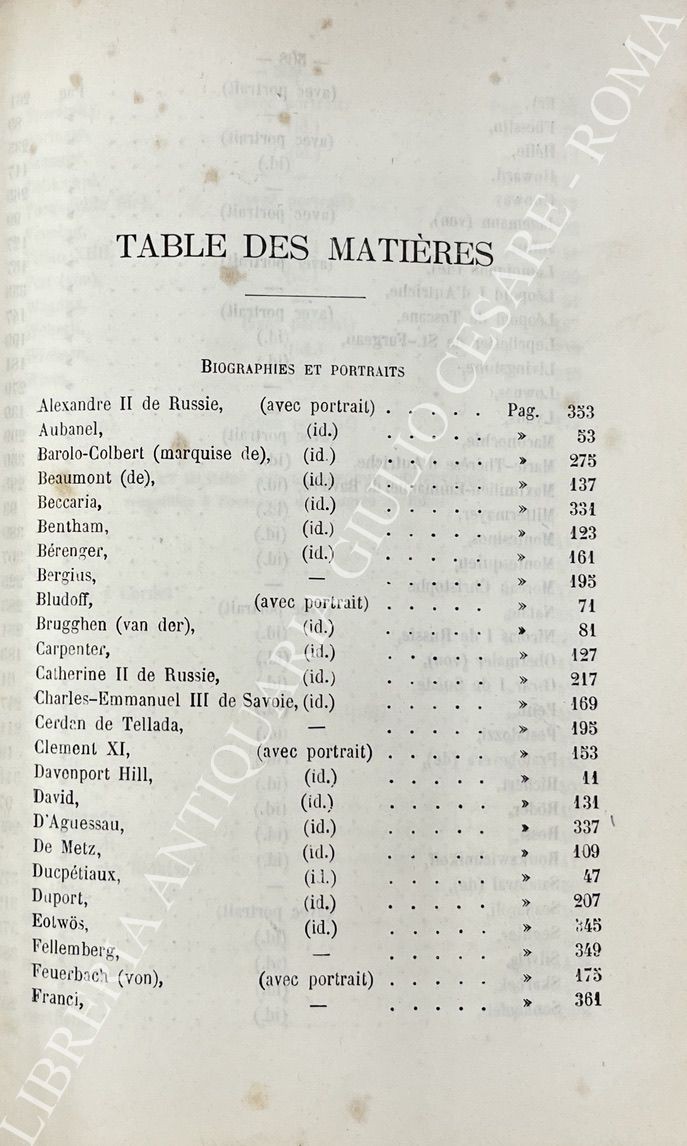 TABLE DES MATIÈRES
BIOGRAPHIES ET PORTRAITS
Alexandre II de Russie, (avec portrait) . . . . . Pag. 353
Aubanel, (id.) . . . . . » 53
Barolo-Colbert (marquise de), (id.) . . . . . » 275
Beaumont (de), (id.) . . . . . » 137
Beccaria, (id.) . . . . . » 331
Bentham, (id.) . . . . . » 123
Bérenger, (id.) . . . . . » 161
Bergius, — . . . . . » 195
Bludoff, (avec portrait) . . . . . » 71
Brugghen (van der), (id.) . . . . . » 81
Carpenter, (id.) . . . . . » 127
Catherine II de Russie, (id.) . . . . . » 217
Charles-Emmanuel III de Savoie, (id.) . . . . . » 169
Cerdan de Tellada, — . . . . . » 195
Clement XI, (avec portrait) . . . . . » 153
Davenport Hill, (id.) . . . . . » 11
David, (id.) . . . . . » 131
D'Aguessau, (id.) . . . . . » 337
De Metz, (id.) . . . . . » 109
Ducpétiaux, (id.) . . . . . » 47
Duport, (id.) . . . . . » 207
Eotwös, (id.) . . . . . » 345
Fellemberg, — . . . . . » 349
Feuerbach (von), (avec portrait) . . . . . » 175
Franci, — . . . . . » 361
LIBRERIA ANTIQUARIA GIULIO CESARE - ROMA